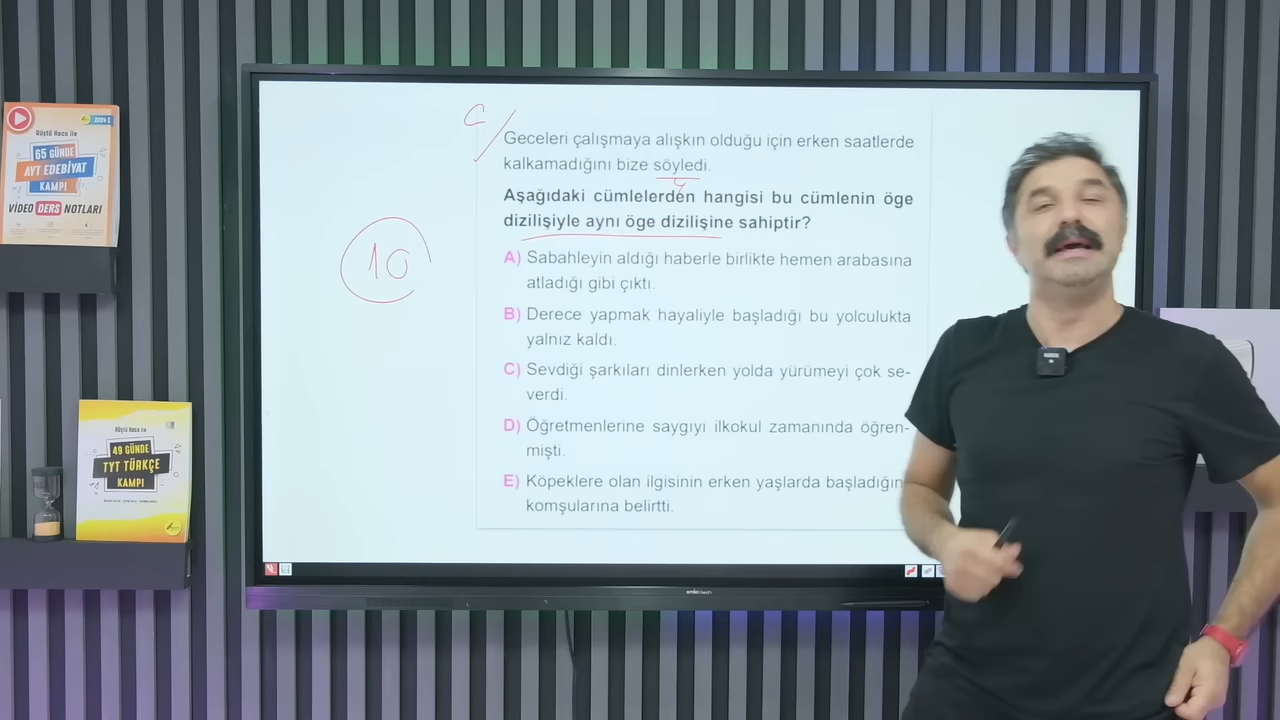 Rüştü Hoca ile
65 GÜNDE
AYT EDEBİYAT
KAMPI
VİDEO DERS NOTLARI
Rüştü Hoca ile
49 GÜNDE
TYT TÜRKÇE
KAMPI
10
Geceleri çalışmaya alışkın olduğu için erken saatlerde
kalkamadığını bize söyledi.
Aşağıdaki cümlelerden hangisi bu cümlenin öge
dizilişiyle aynı öge dizilişine sahiptir?
A) Sabahleyin aldığı haberle birlikte hemen arabasına
atladığı gibi çıktı.
B) Derece yapmak hayaliyle başladığı bu yolculukta
yalnız kaldı.
C) Sevdiği şarkıları dinlerken yolda yürümeyi çok se-
verdi.
D) Öğretmenlerine saygıyı ilkokul zamanında öğren-
mişti.
E) Köpeklere olan ilgisinin erken yaşlarda başladığın
komşularına belirtti.